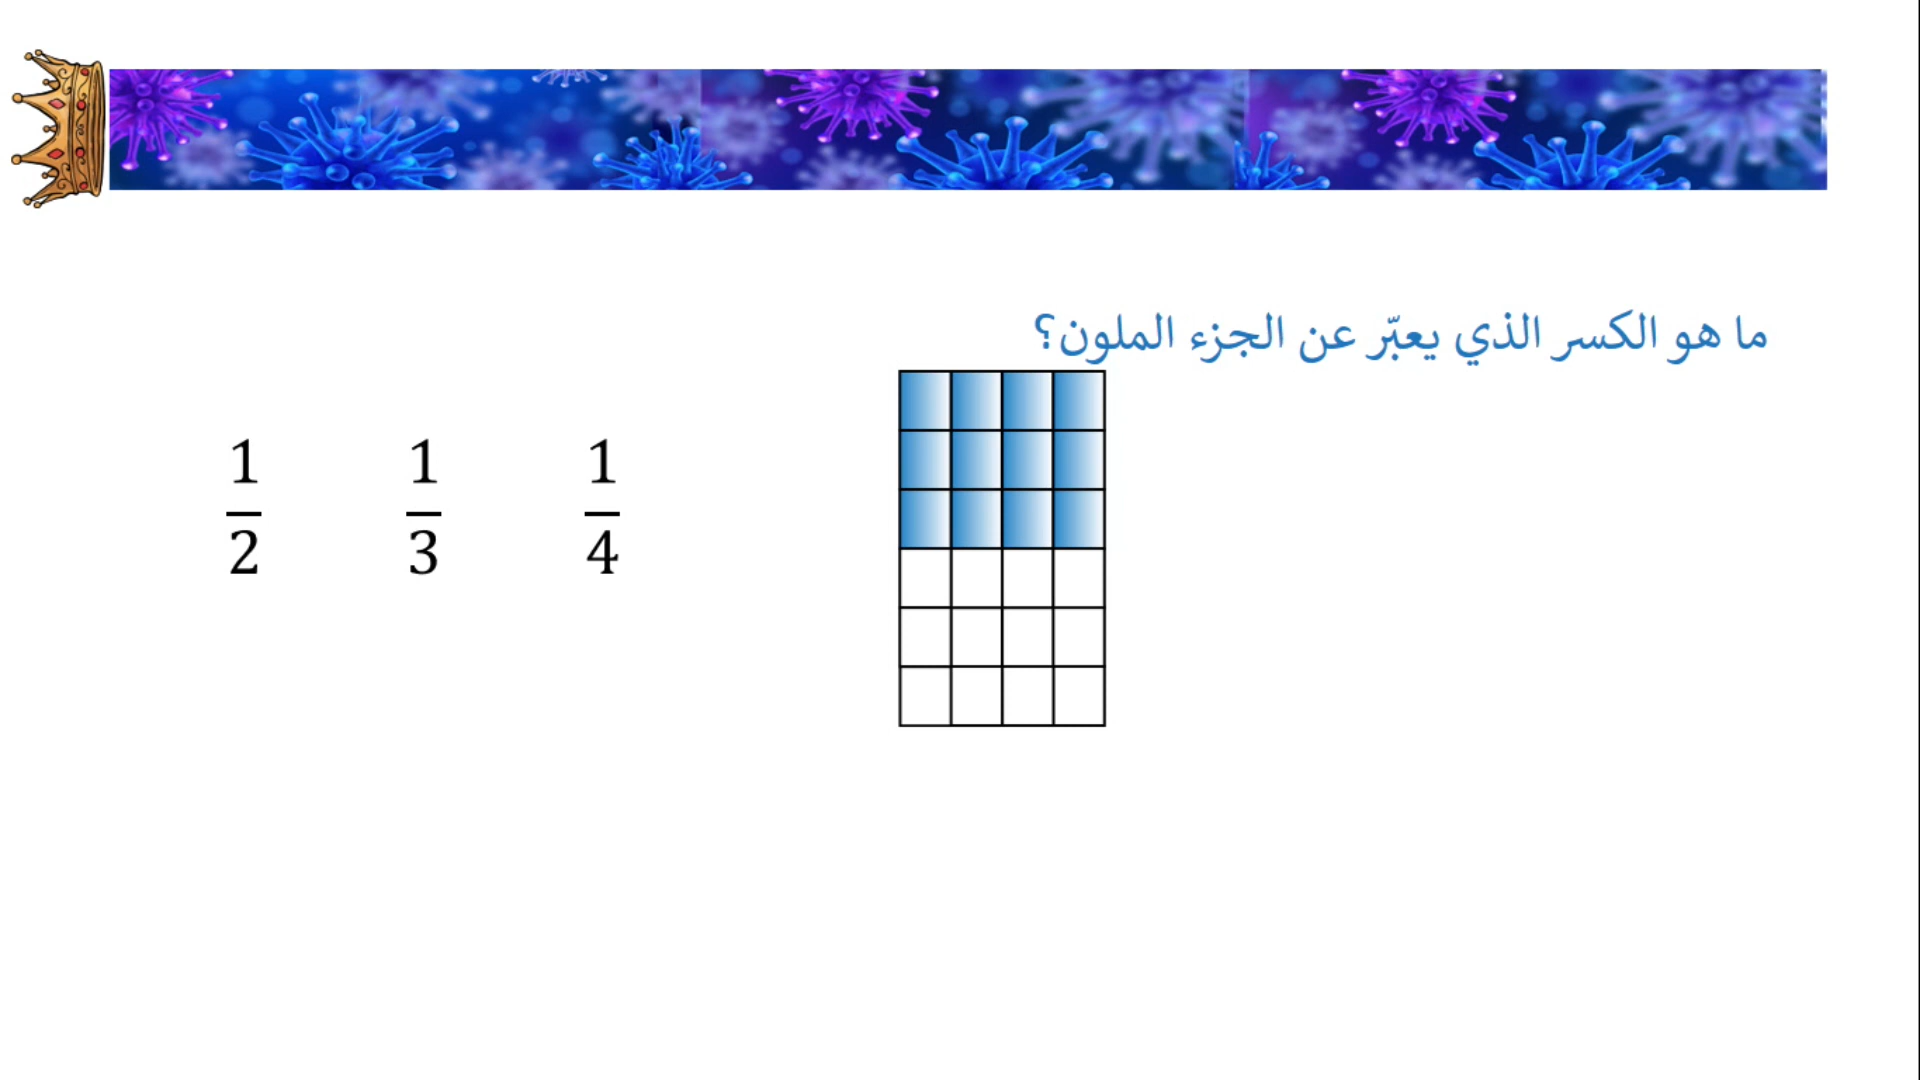 ما هو الكسر الذي يعبّر عن الجزء الملون؟
1/2 1/3 1/4